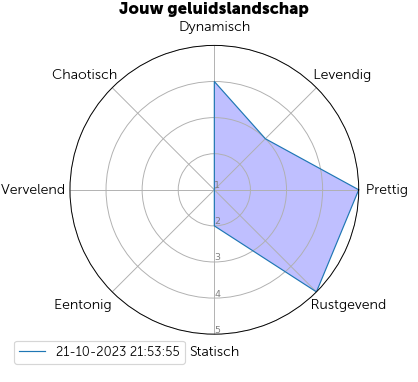 Jouw geluidslandschap
Dynamisch
Chaotisch
Levendig
Vervelend
1
Prettig
2
3
4
Eentonig
Rustgevend
5
21-10-2023 21:53:55
Statisch